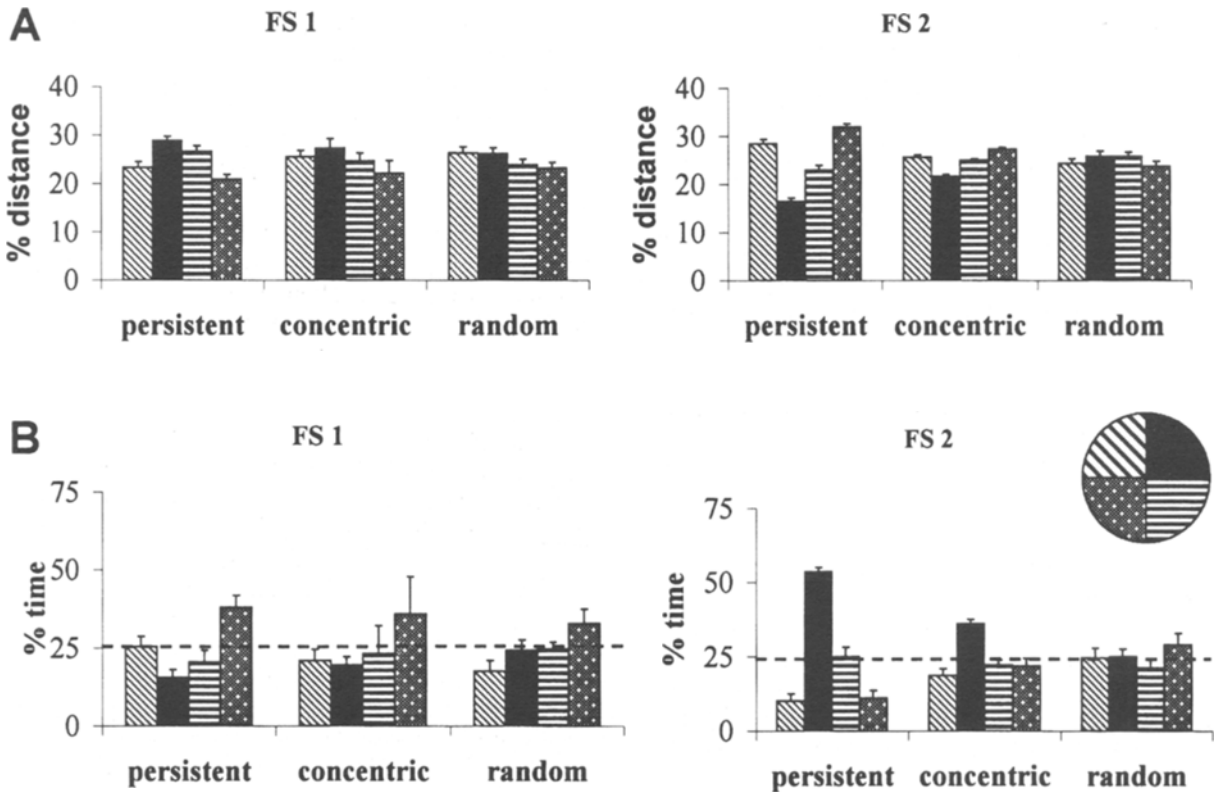 A
FS 1
FS 2
% distance
40
30
20
10
0
persistent concentric random
% distance
40
30
20
10
0
persistent concentric random
B
FS 1
FS 2
% time
75
50
25
0
persistent concentric random
% time
75
50
25
0
persistent concentric random